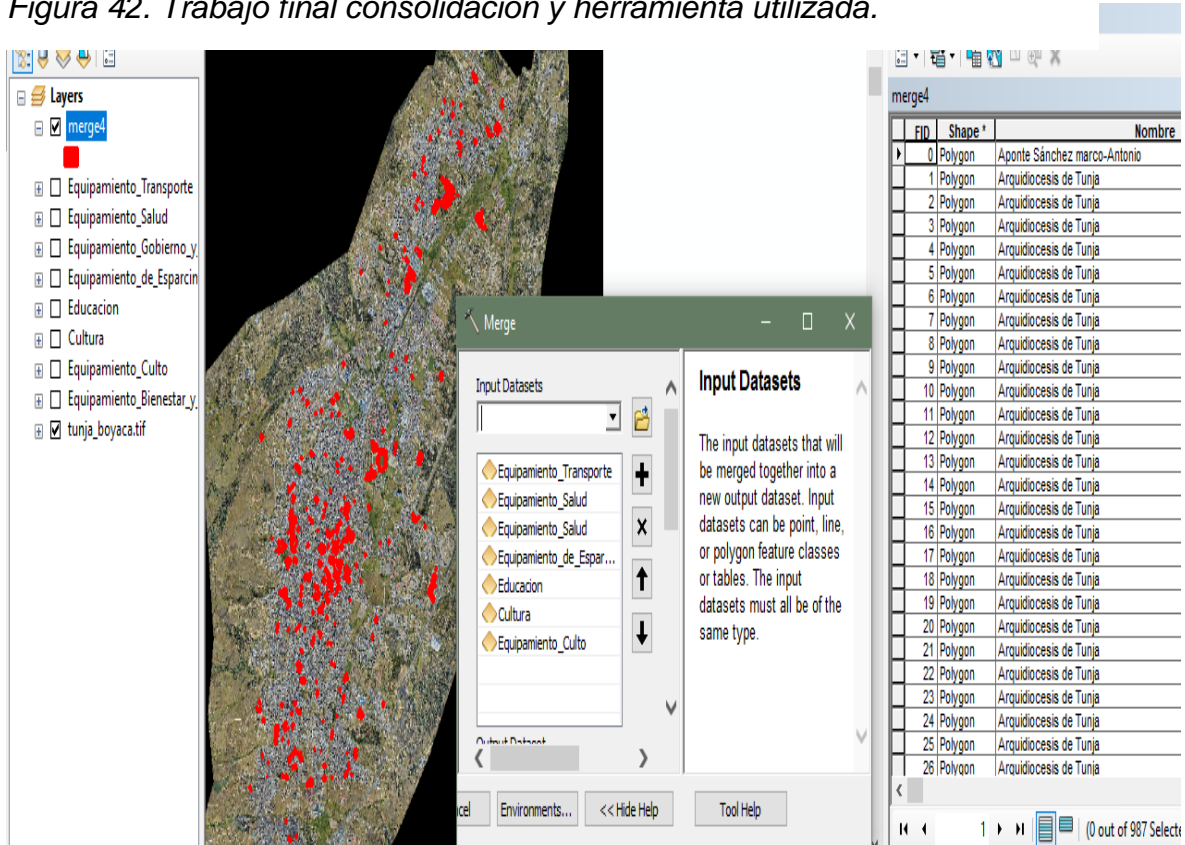 Figura 42. Trabajo final consolidación y herramienta utilizada.
Layers
merge4
Equipamiento_Transporte
Equipamiento_Salud
Equipamiento_Gobierno_y_
Equipamiento_de_Esparcin
Educacion
Cultura
Equipamiento_Culto
Equipamiento_Bienestar_y_
tunja_boyaca.tif
Merge
Input Datasets
Equipamiento_Transporte
Equipamiento_Salud
Equipamiento_Salud
Equipamiento_de_Espar...
Educacion
Cultura
Equipamiento_Culto
Output Dataset
Input Datasets
The input datasets that will
be merged together into a
new output dataset. Input
datasets can be point, line,
or polygon feature classes
or tables. The input
datasets must all be of the
same type.
cel Environments... << Hide Help Tool Help
merge4
FID Shape * Nombre
0 Polygon Aponte Sánchez marco-Antonio
1 Polygon Arquidiocesis de Tunja
2 Polygon Arquidiocesis de Tunja
3 Polygon Arquidiocesis de Tunja
4 Polygon Arquidiocesis de Tunja
5 Polygon Arquidiocesis de Tunja
6 Polygon Arquidiocesis de Tunja
7 Polygon Arquidiocesis de Tunja
8 Polygon Arquidiocesis de Tunja
9 Polygon Arquidiocesis de Tunja
10 Polygon Arquidiocesis de Tunja
11 Polygon Arquidiocesis de Tunja
12 Polygon Arquidiocesis de Tunja
13 Polygon Arquidiocesis de Tunja
14 Polygon Arquidiocesis de Tunja
15 Polygon Arquidiocesis de Tunja
16 Polygon Arquidiocesis de Tunja
17 Polygon Arquidiocesis de Tunja
18 Polygon Arquidiocesis de Tunja
19 Polygon Arquidiocesis de Tunja
20 Polygon Arquidiocesis de Tunja
21 Polygon Arquidiocesis de Tunja
22 Polygon Arquidiocesis de Tunja
23 Polygon Arquidiocesis de Tunja
24 Polygon Arquidiocesis de Tunja
25 Polygon Arquidiocesis de Tunja
26 Polygon Arquidiocesis de Tunja
1 (0 out of 987 Selecte